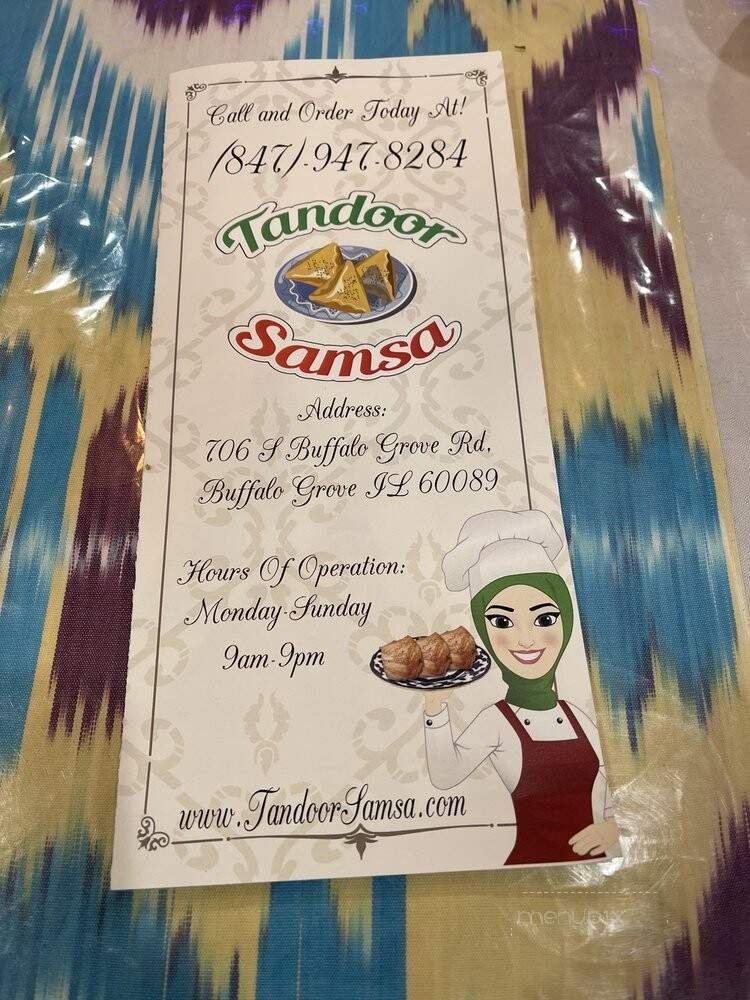 Call and Order Today At!
(847)-947-8284
Tandoor
Samsa
Address:
706 S Buffalo Grove Rd,
Buffalo Grove IL 60089
Hours Of Operation:
Monday-Sunday
9am-9pm
www.TandoorSamsa.com
menupix